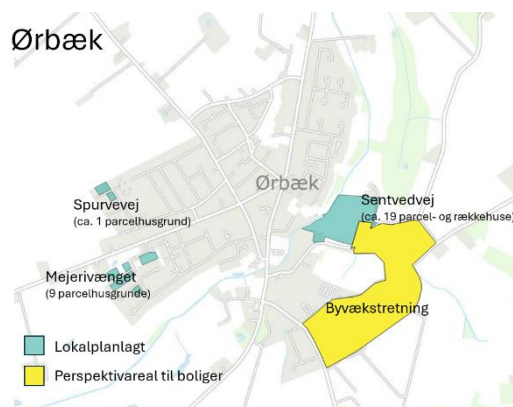 Ørbæk
Spurvevej
(ca. 1 parcelhusgrund)
Ørbæk
Sentvedvej
(ca. 19 parcel- og rækkehuse)
Mejerivænget
(9 parcelhusgrunde)
Byvækstretning
Lokalplanlagt
Perspektivareal til boliger